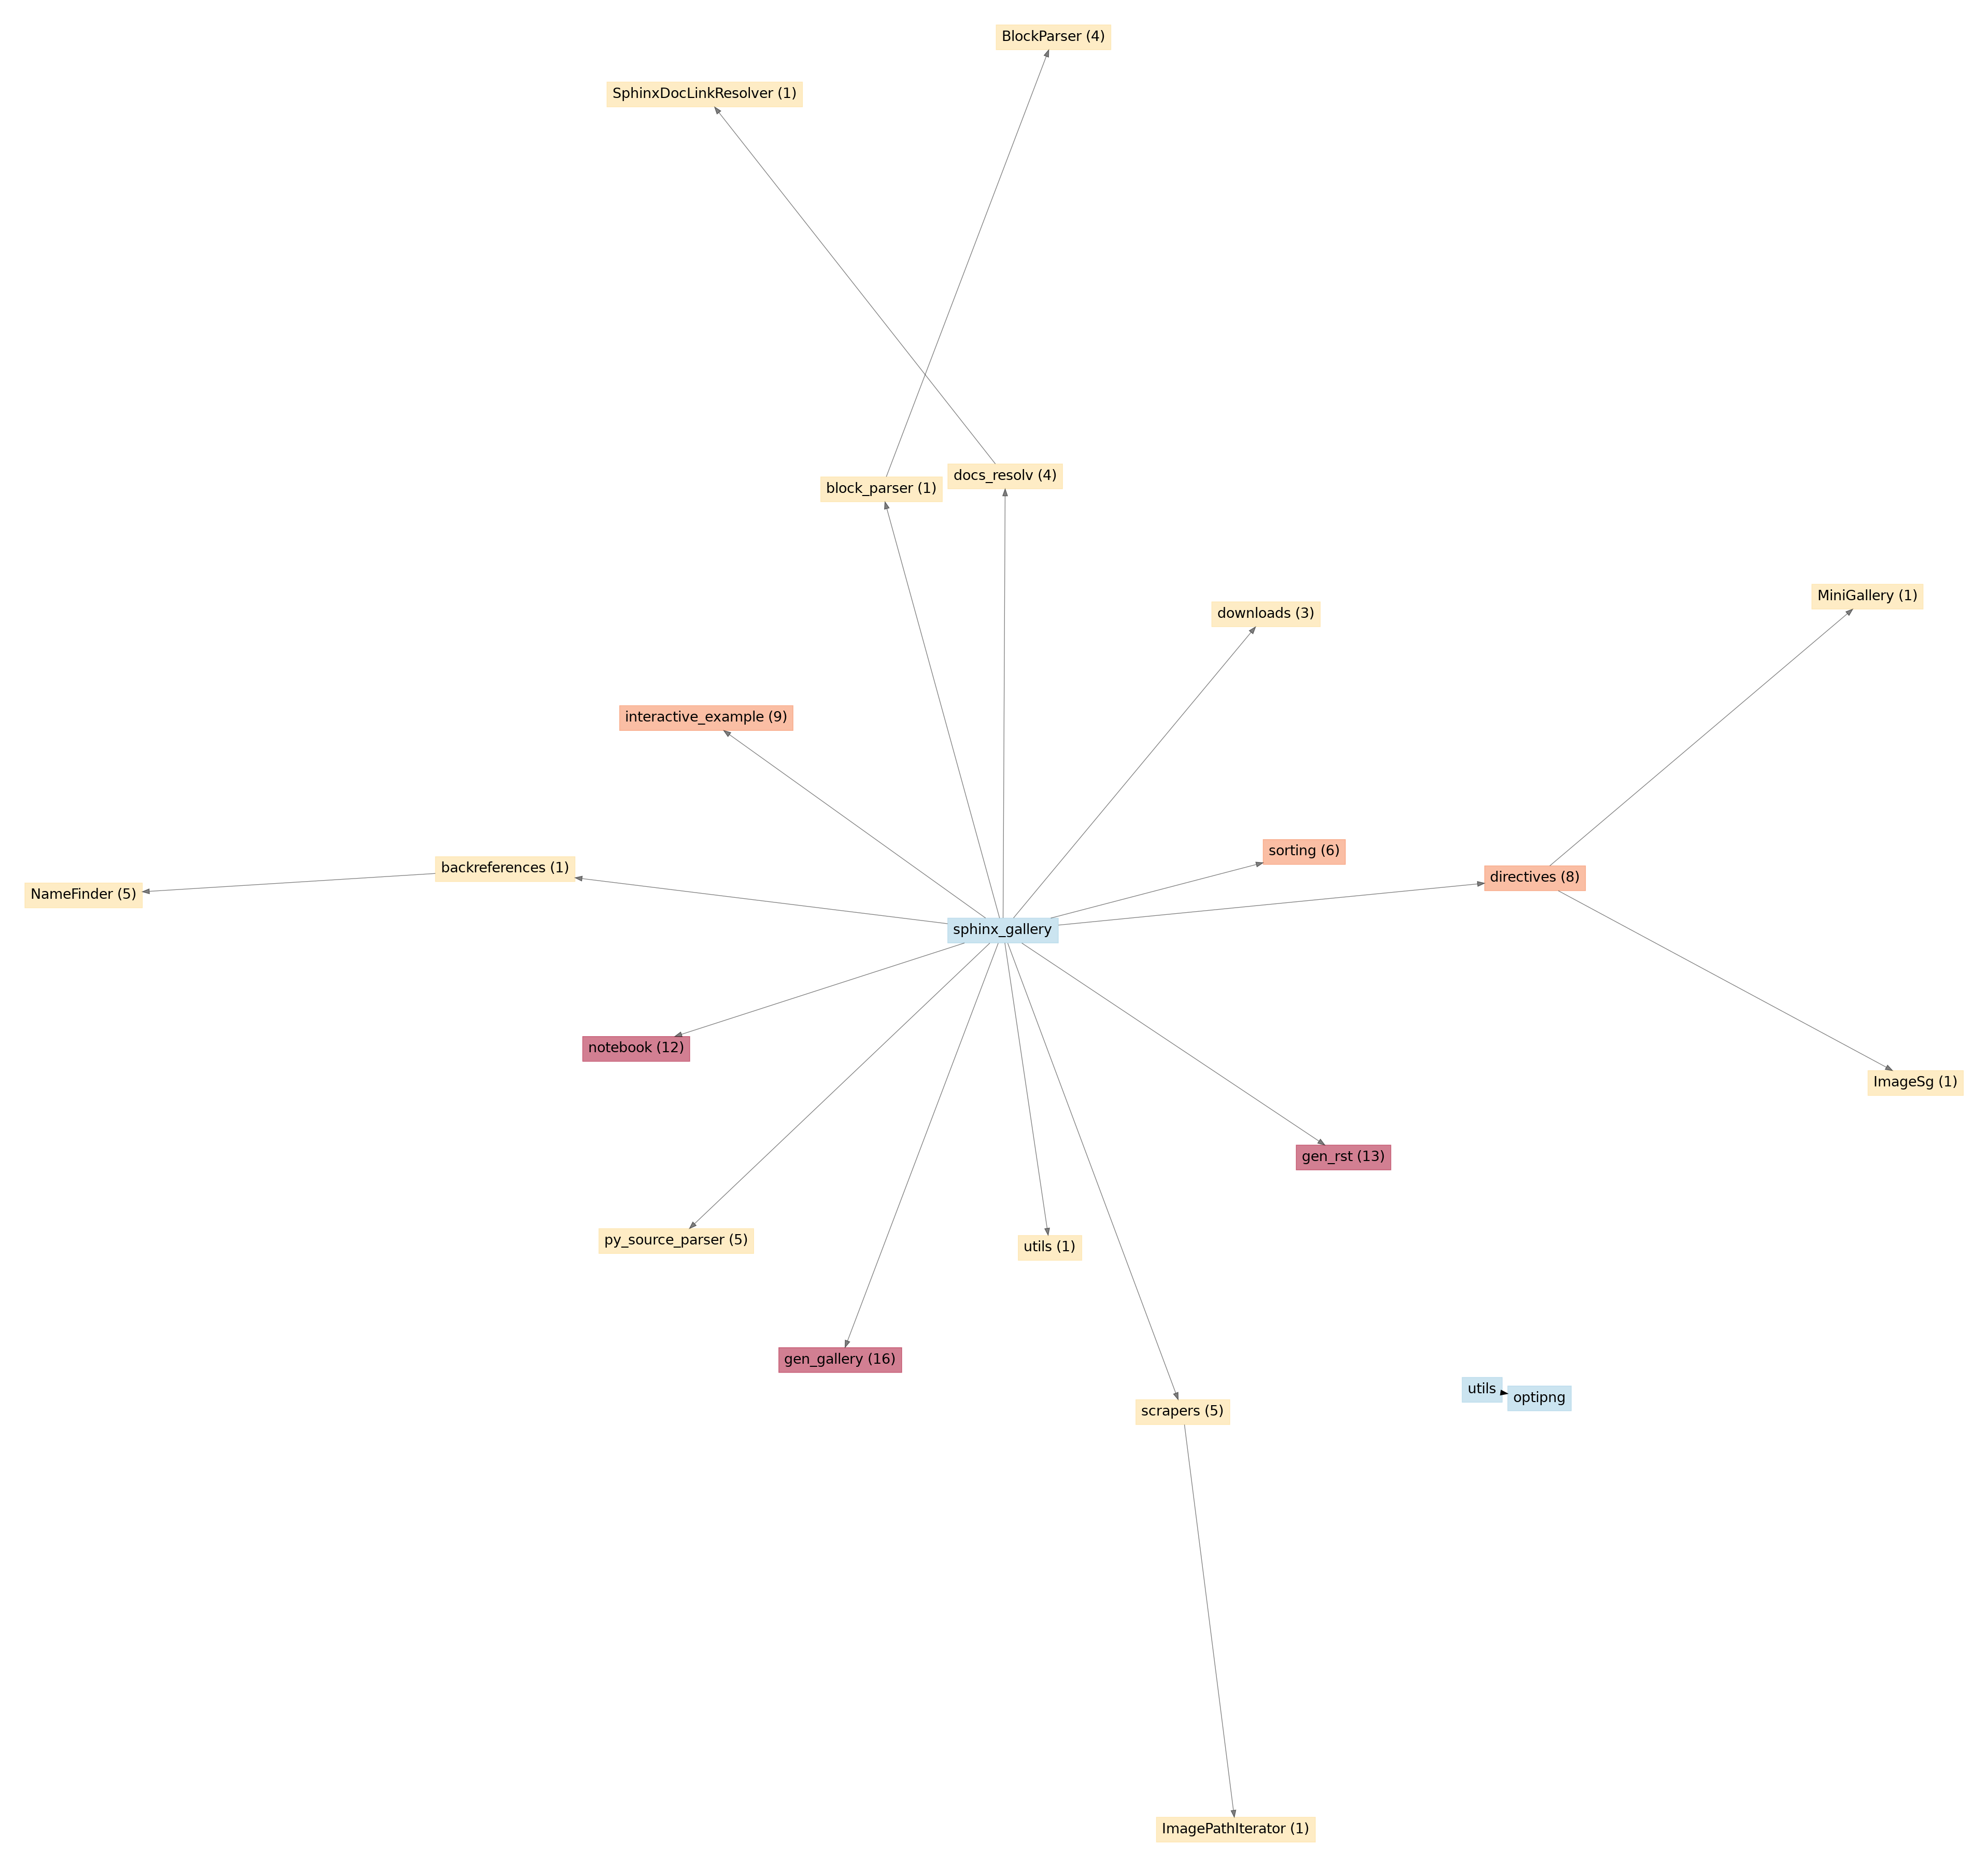 BlockParser (4)
SphinxDocLinkResolver (1)
docs_resolv (4)
block_parser (1)
MiniGallery (1)
downloads (3)
interactive_example (9)
sorting (6)
backreferences (1)
directives (8)
NameFinder (5)
sphinx_gallery
notebook (12)
ImageSg (1)
gen_rst (13)
py_source_parser (5)
utils (1)
gen_gallery (16)
utils
optipng
scrapers (5)
ImagePathIterator (1)